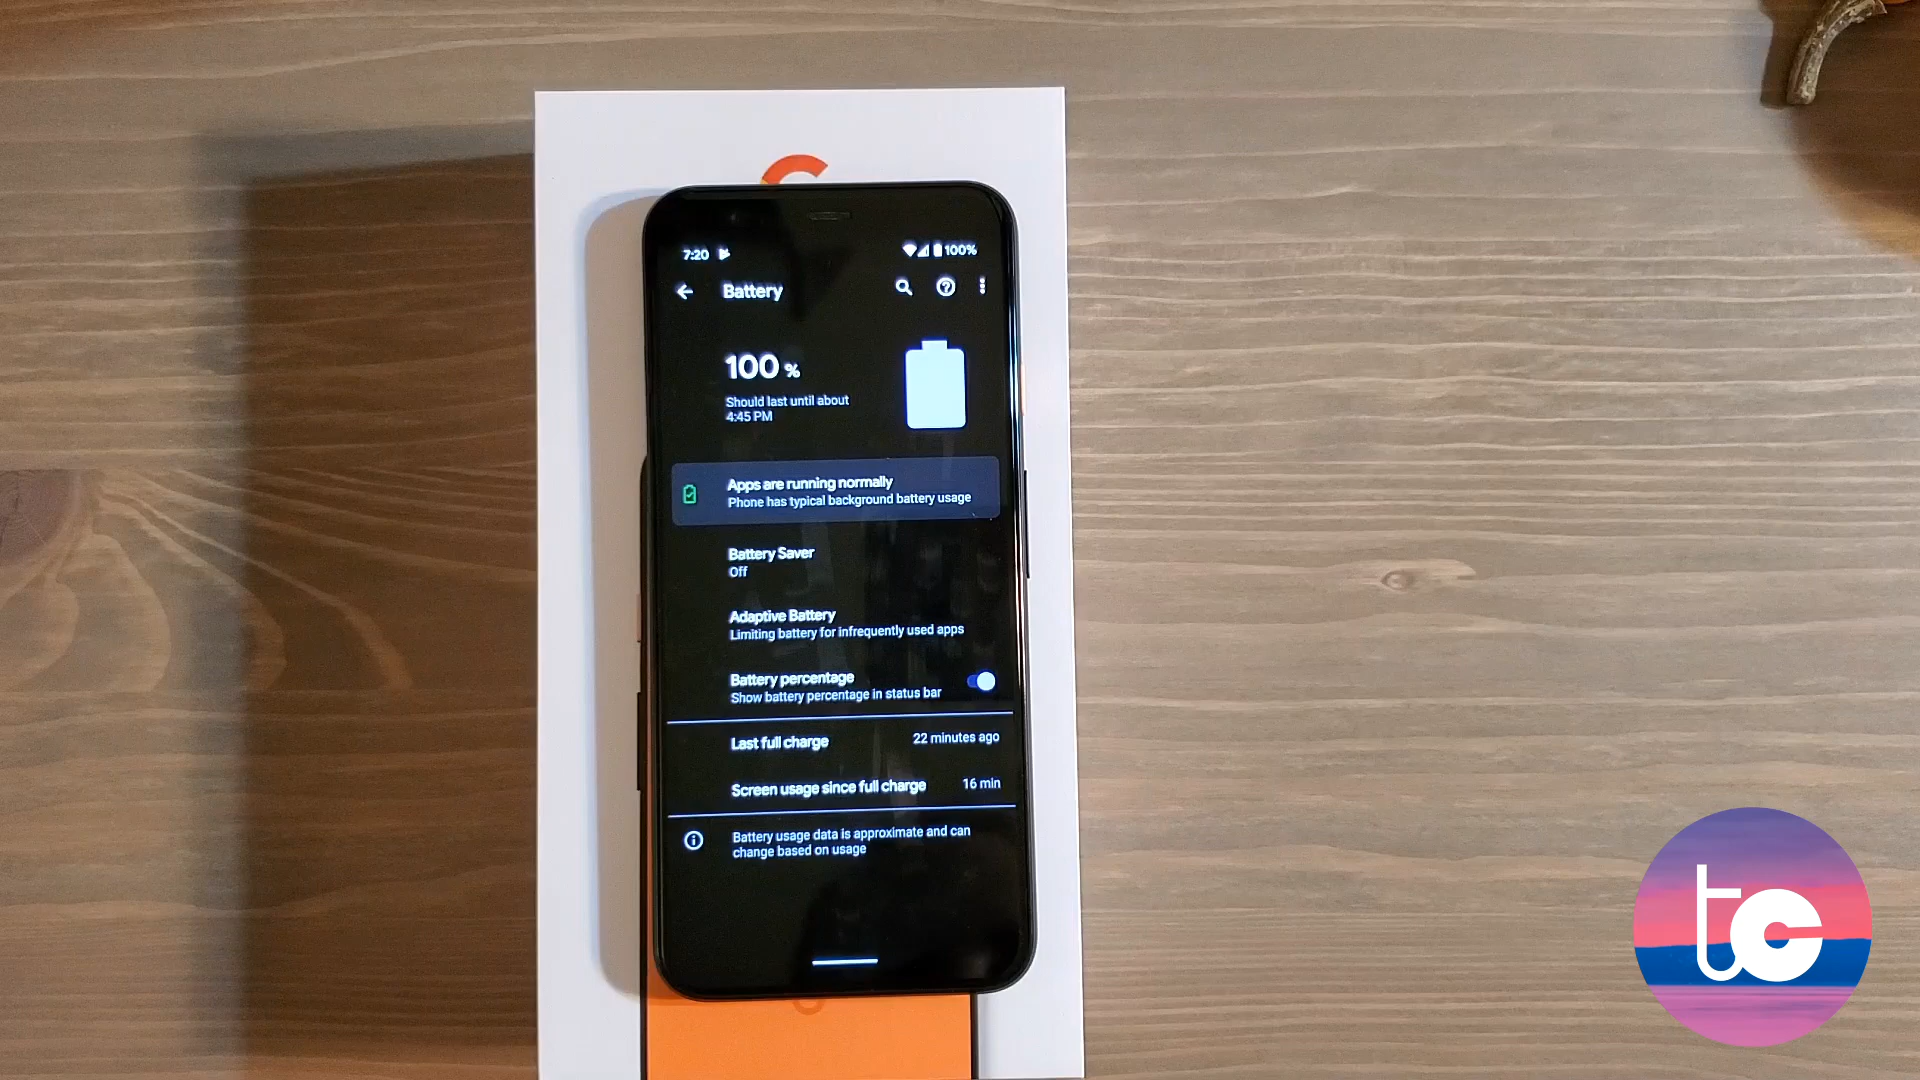 7:20
100%
Battery
100 %
Should last until about
4:45 PM
Apps are running normally
Phone has typical background battery usage
Battery Saver
Off
Adaptive Battery
Limiting battery for infrequently used apps
Battery percentage
Show battery percentage in status bar
Last full charge
22 minutes ago
Screen usage since full charge
16 min
Battery usage data is approximate and can
change based on usage
tc